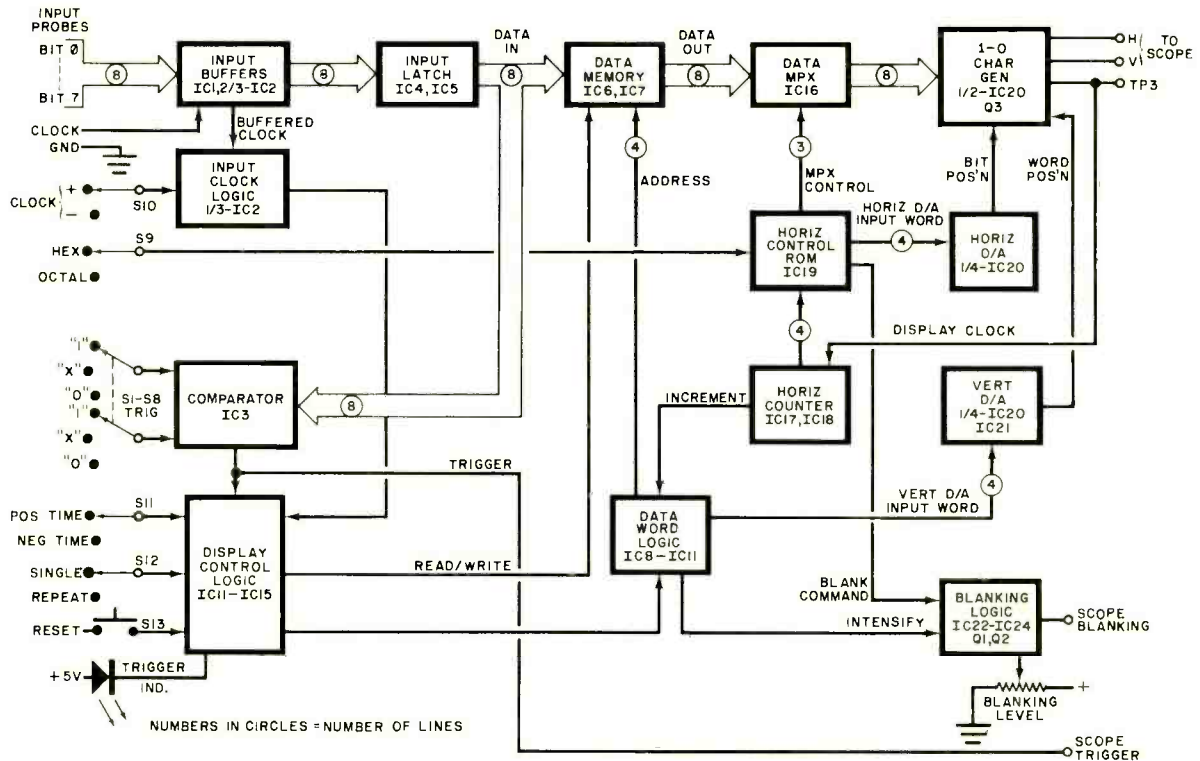 INPUT
PROBES
BIT 0
BIT 7
8
INPUT
BUFFERS
IC1,2/3-IC2
8
INPUT
LATCH
IC4, IC5
DATA
IN
8
DATA
MEMORY
IC6, IC7
DATA
OUT
8
DATA
MPX
IC16
8
1-0
CHAR
GEN
1/2-IC20
Q3
H
V
TO
SCOPE
TP3
CLOCK
GND
BUFFERED
CLOCK
INPUT
CLOCK
LOGIC
1/3-IC2
CLOCK
+
-
S10
4
ADDRESS
3
MPX
CONTROL
BIT
POS'N
WORD
POS'N
HEX
S9
OCTAL
HORIZ
CONTROL
ROM
IC19
HORIZ D/A
INPUT WORD
4
HORIZ
D/A
1/4-IC20
4
DISPLAY CLOCK
"1"
"X"
"0"
"1"
"X"
"0"
S1-S8
TRIG
COMPARATOR
IC3
8
INCREMENT
HORIZ
COUNTER
IC17, IC18
VERT
D/A
1/4-IC20
IC21
TRIGGER
4
VERT D/A
INPUT WORD
POS TIME
S11
NEG TIME
SINGLE
S12
REPEAT
RESET
S13
DISPLAY
CONTROL
LOGIC
IC11-IC15
READ/WRITE
DATA
WORD
LOGIC
IC8-IC11
BLANK
COMMAND
INTENSIFY
BLANKING
LOGIC
IC22-IC24
Q1,Q2
SCOPE
BLANKING
+5V
TRIGGER
IND.
+
BLANKING
LEVEL
NUMBERS IN CIRCLES = NUMBER OF LINES
SCOPE
TRIGGER